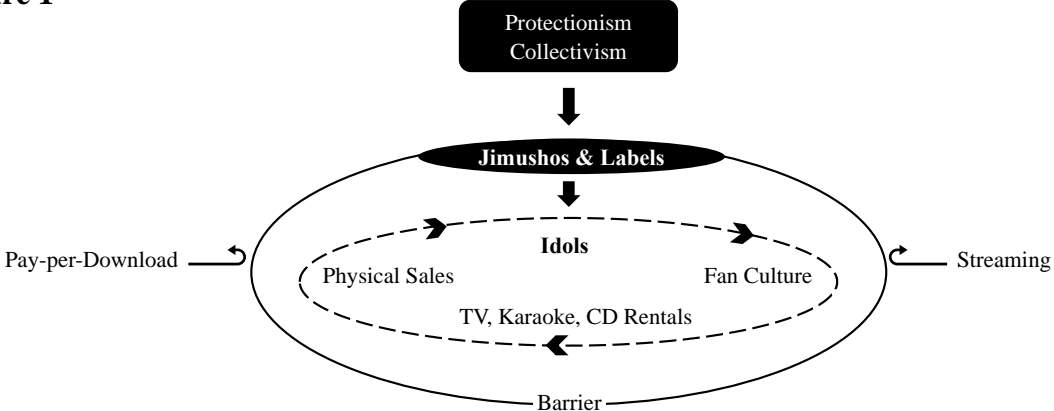 Protectionism
Collectivism
Jimushos & Labels
Idols
Pay-per-Download
Physical Sales
Fan Culture
Streaming
TV, Karaoke, CD Rentals
Barrier